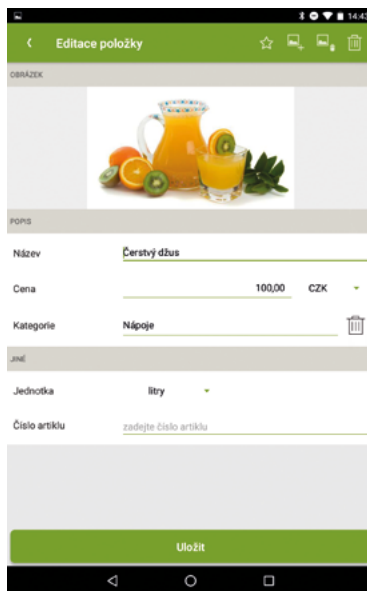 14:43
Editace položky
OBRÁZEK
POPIS
Název Čerstvý džus
Cena 100,00 CZK
Kategorie Nápoje
JINÉ
Jednotka litry
Číslo artiklu zadejte číslo artiklu
Uložit